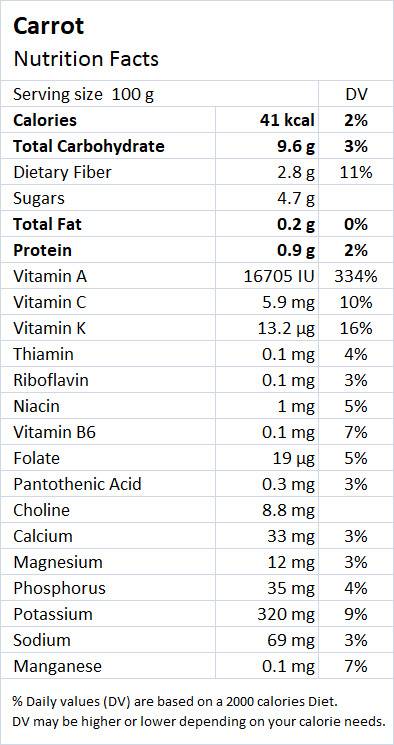 Carrot
Nutrition Facts
Serving size 100 g DV
Calories 41 kcal 2%
Total Carbohydrate 9.6 g 3%
Dietary Fiber 2.8 g 11%
Sugars 4.7 g
Total Fat 0.2 g 0%
Protein 0.9 g 2%
Vitamin A 16705 IU 334%
Vitamin C 5.9 mg 10%
Vitamin K 13.2 µg 16%
Thiamin 0.1 mg 4%
Riboflavin 0.1 mg 3%
Niacin 1 mg 5%
Vitamin B6 0.1 mg 7%
Folate 19 µg 5%
Pantothenic Acid 0.3 mg 3%
Choline 8.8 mg
Calcium 33 mg 3%
Magnesium 12 mg 3%
Phosphorus 35 mg 4%
Potassium 320 mg 9%
Sodium 69 mg 3%
Manganese 0.1 mg 7%
% Daily values (DV) are based on a 2000 calories Diet.
DV may be higher or lower depending on your calorie needs.